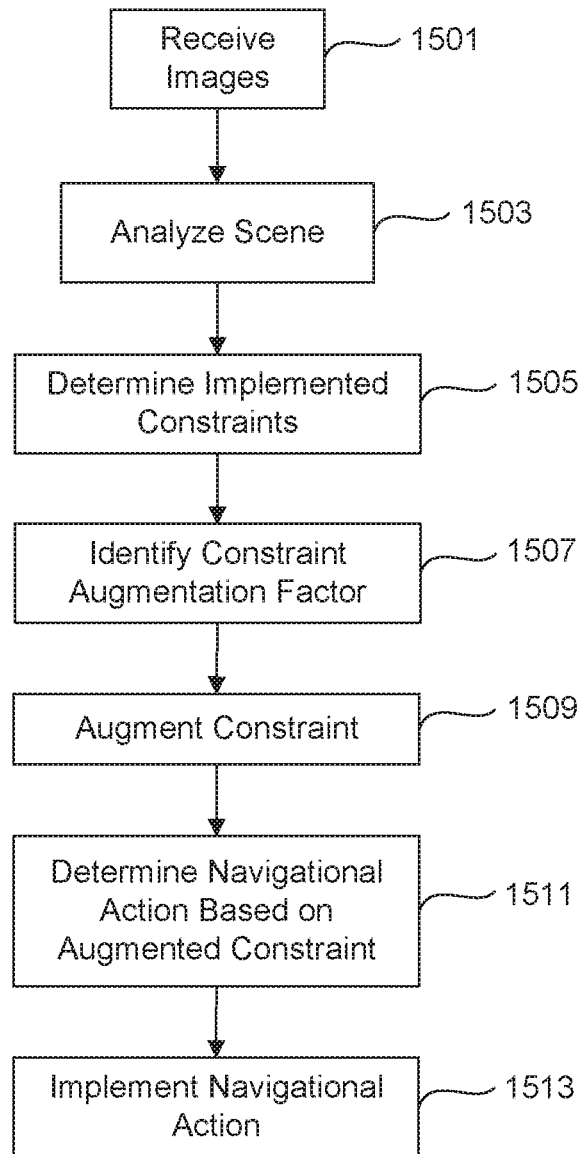 Receive
Images
1501
Analyze Scene
1503
Determine Implemented
Constraints
1505
Identify Constraint
Augmentation Factor
1507
Augment Constraint
1509
Determine Navigational
Action Based on
Augmented Constraint
1511
Implement Navigational
Action
1513